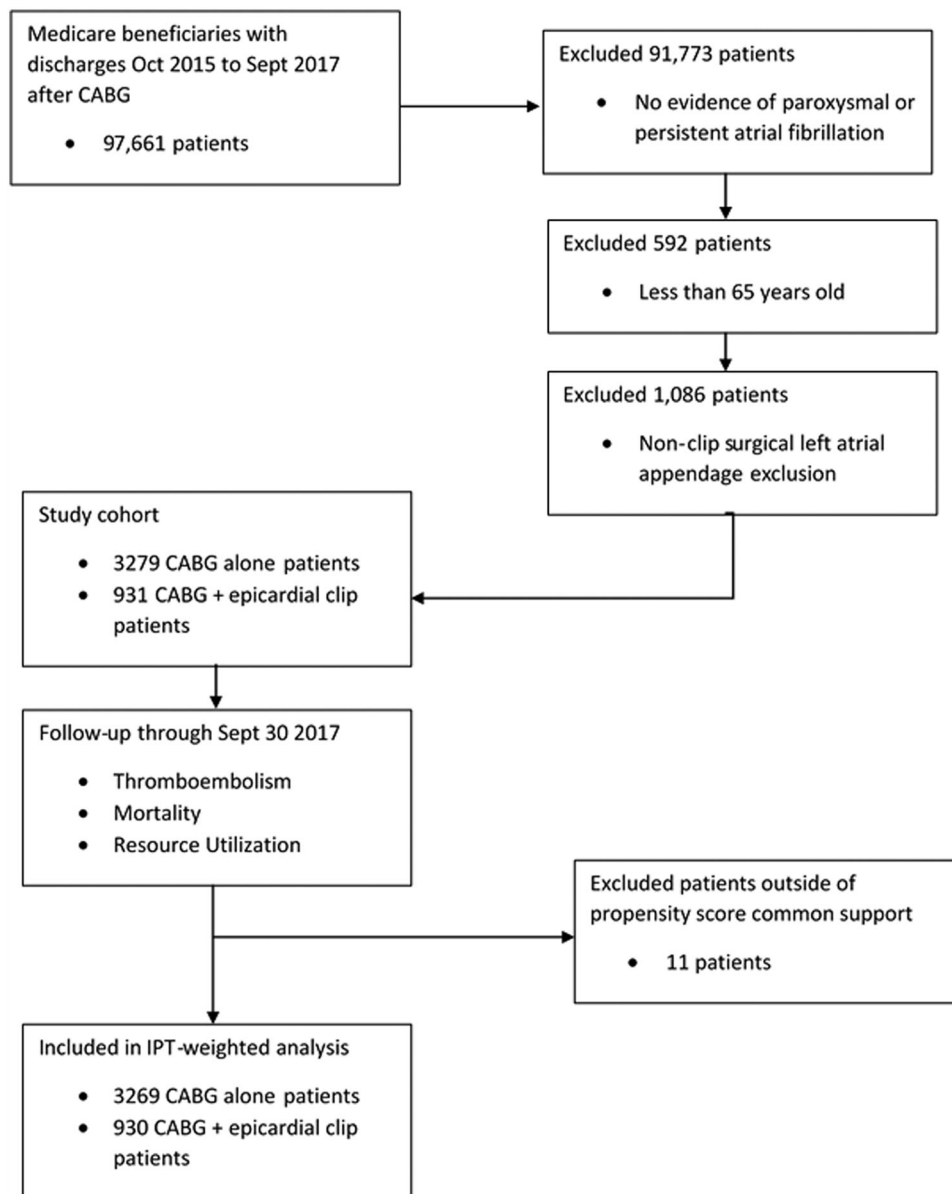 Medicare beneficiaries with
discharges Oct 2015 to Sept 2017
after CABG
• 97,661 patients
Excluded 91,773 patients
• No evidence of paroxysmal or
persistent atrial fibrillation
Excluded 592 patients
• Less than 65 years old
Excluded 1,086 patients
• Non-clip surgical left atrial
appendage exclusion
Study cohort
• 3279 CABG alone patients
• 931 CABG + epicardial clip
patients
Follow-up through Sept 30 2017
• Thromboembolism
• Mortality
• Resource Utilization
Excluded patients outside of
propensity score common support
• 11 patients
Included in IPT-weighted analysis
• 3269 CABG alone patients
• 930 CABG + epicardial clip
patients